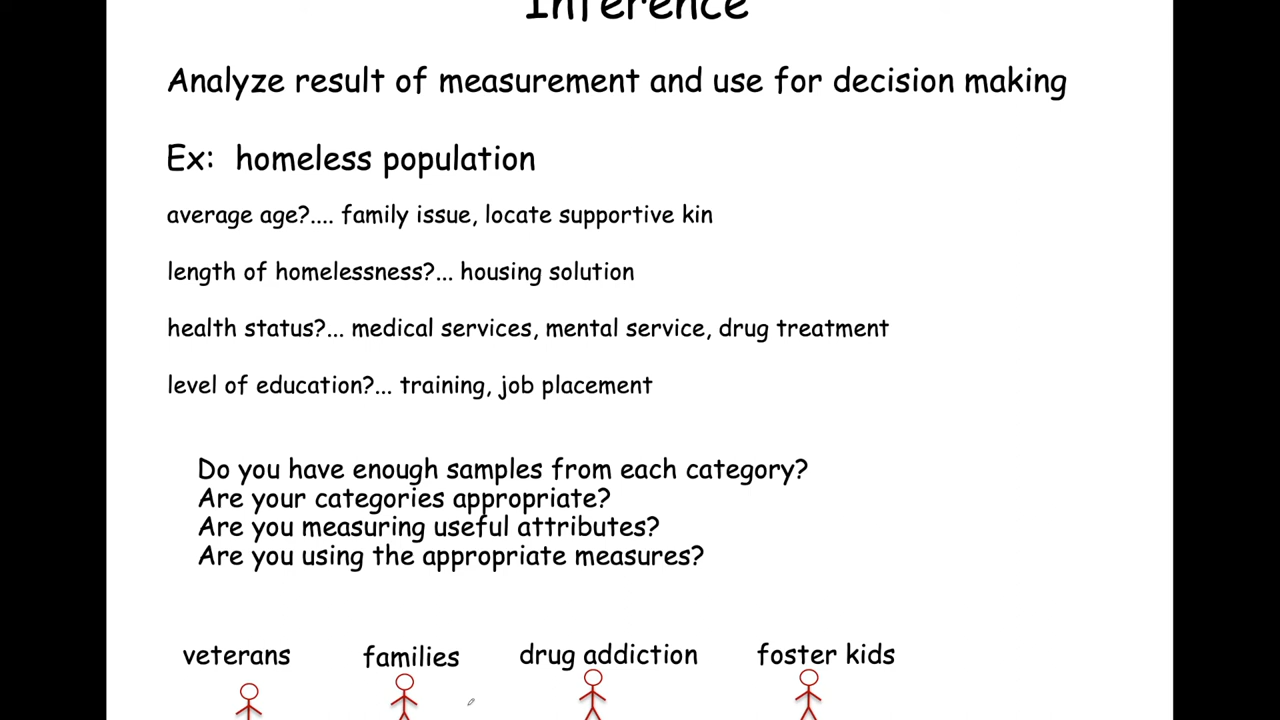 Inference
Analyze result of measurement and use for decision making
Ex: homeless population
average age?.... family issue, locate supportive kin
length of homelessness?... housing solution
health status?... medical services, mental service, drug treatment
level of education?... training, job placement
Do you have enough samples from each category?
Are your categories appropriate?
Are you measuring useful attributes?
Are you using the appropriate measures?
veterans families drug addiction foster kids